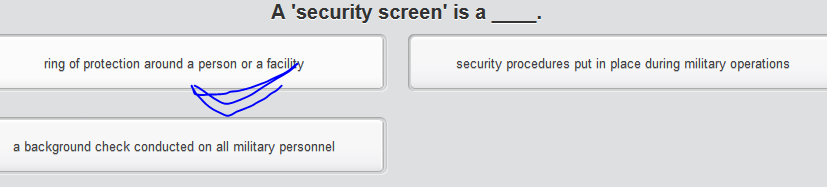 A 'security screen' is a ____.
ring of protection around a person or a facility
security procedures put in place during military operations
a background check conducted on all military personnel